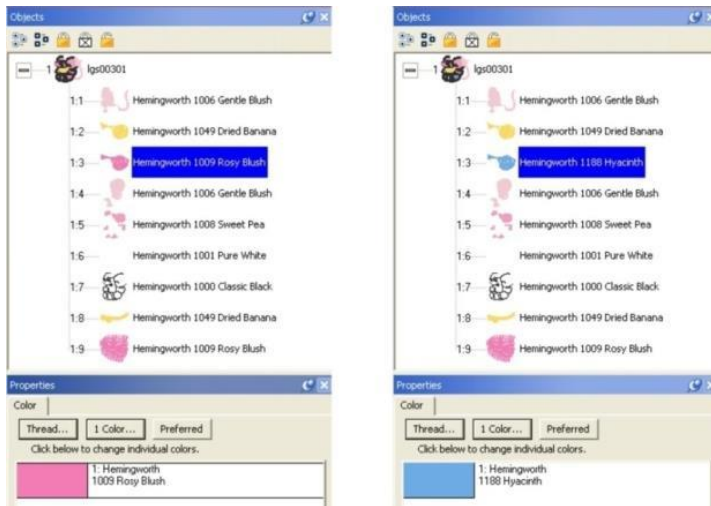 Objects
1 lgs00301
1:1 Hemingworth 1006 Gentle Blush
1:2 Hemingworth 1049 Dried Banana
1:3 Hemingworth 1009 Rosy Blush
1:4 Hemingworth 1006 Gentle Blush
1:5 Hemingworth 1008 Sweet Pea
1:6 Hemingworth 1001 Pure White
1:7 Hemingworth 1000 Classic Black
1:8 Hemingworth 1049 Dried Banana
1:9 Hemingworth 1009 Rosy Blush
Properties
Color
Thread... 1 Color... Preferred
Click below to change individual colors.
1: Hemingworth
1009 Rosy Blush
Objects
1 lgs00301
1:1 Hemingworth 1006 Gentle Blush
1:2 Hemingworth 1049 Dried Banana
1:3 Hemingworth 1188 Hyacinth
1:4 Hemingworth 1006 Gentle Blush
1:5 Hemingworth 1008 Sweet Pea
1:6 Hemingworth 1001 Pure White
1:7 Hemingworth 1000 Classic Black
1:8 Hemingworth 1049 Dried Banana
1:9 Hemingworth 1009 Rosy Blush
Properties
Color
Thread... 1 Color... Preferred
Click below to change individual colors.
1: Hemingworth
1188 Hyacinth